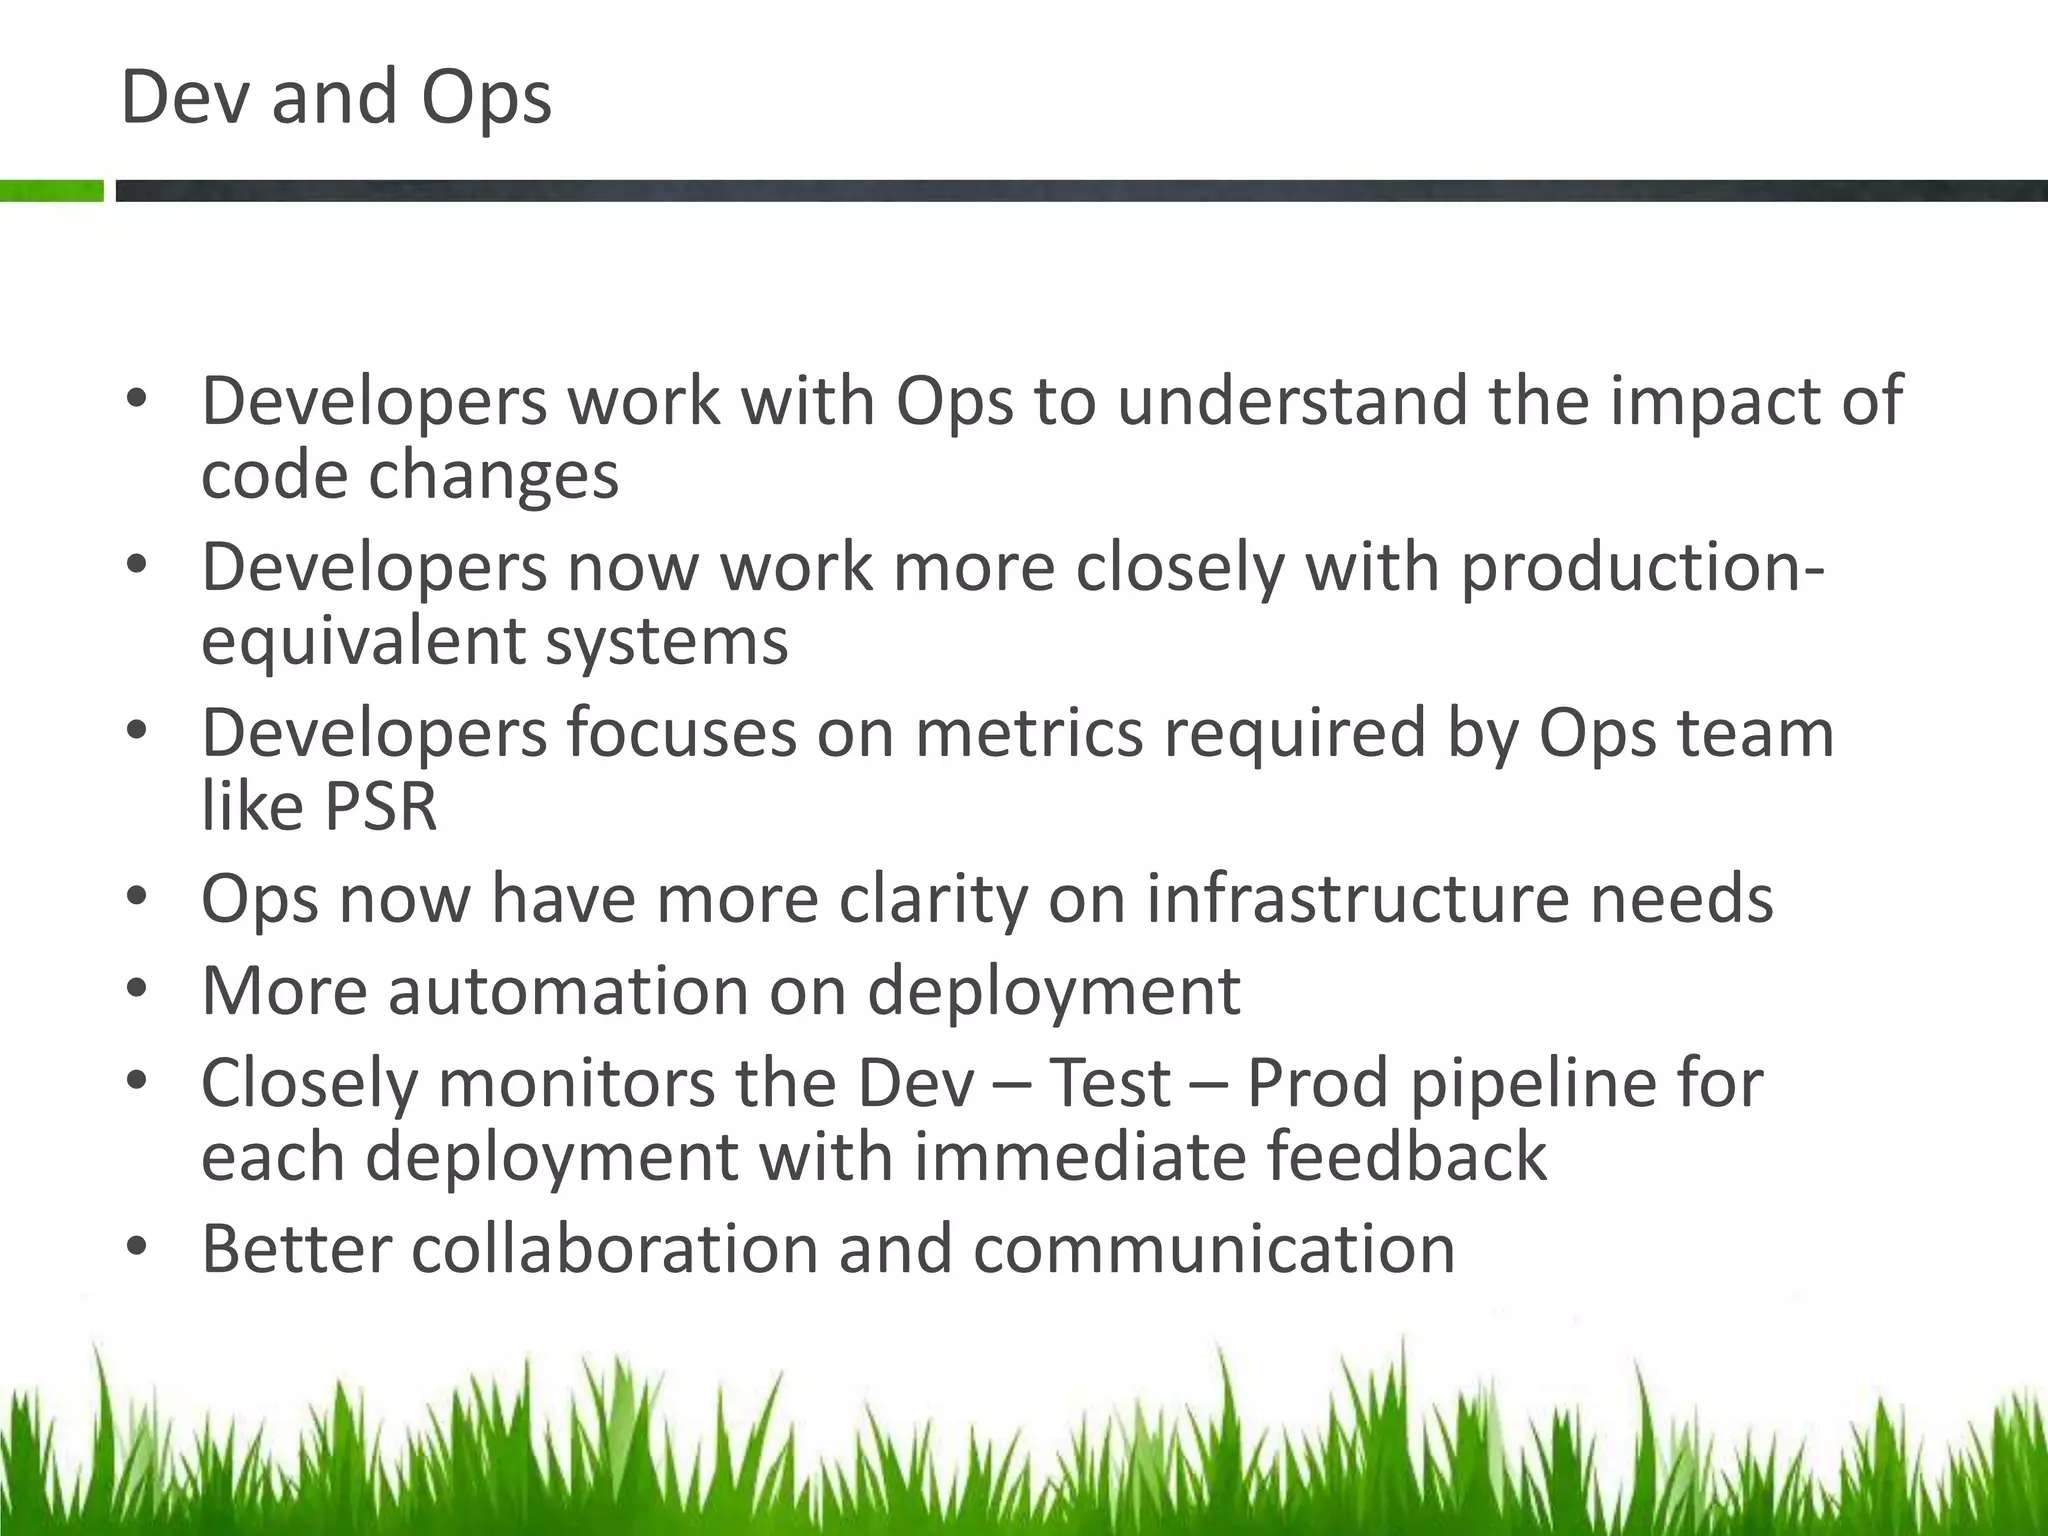 Dev and Ops
• Developers work with Ops to understand the impact of
code changes
• Developers now work more closely with production-
equivalent systems
• Developers focuses on metrics required by Ops team
like PSR
• Ops now have more clarity on infrastructure needs
• More automation on deployment
• Closely monitors the Dev – Test – Prod pipeline for
each deployment with immediate feedback
• Better collaboration and communication